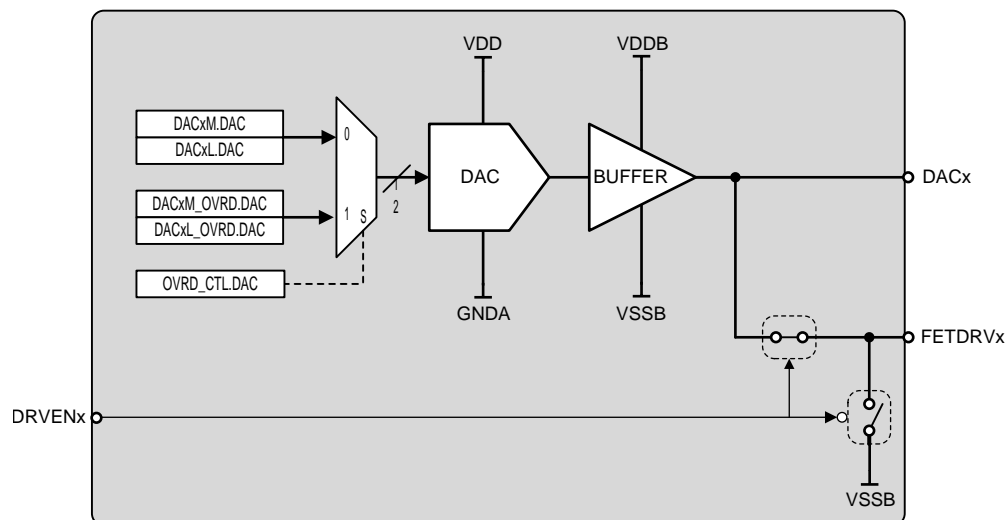 VDD
VDDB
DACxM.DAC
DACxL.DAC
0
DAC
BUFFER
DACx
DACxM_OVRD.DAC
DACxL_OVRD.DAC
1
S
2
OVRD_CTL.DAC
GNDA
VSSB
FETDRVx
DRVENx
VSSB